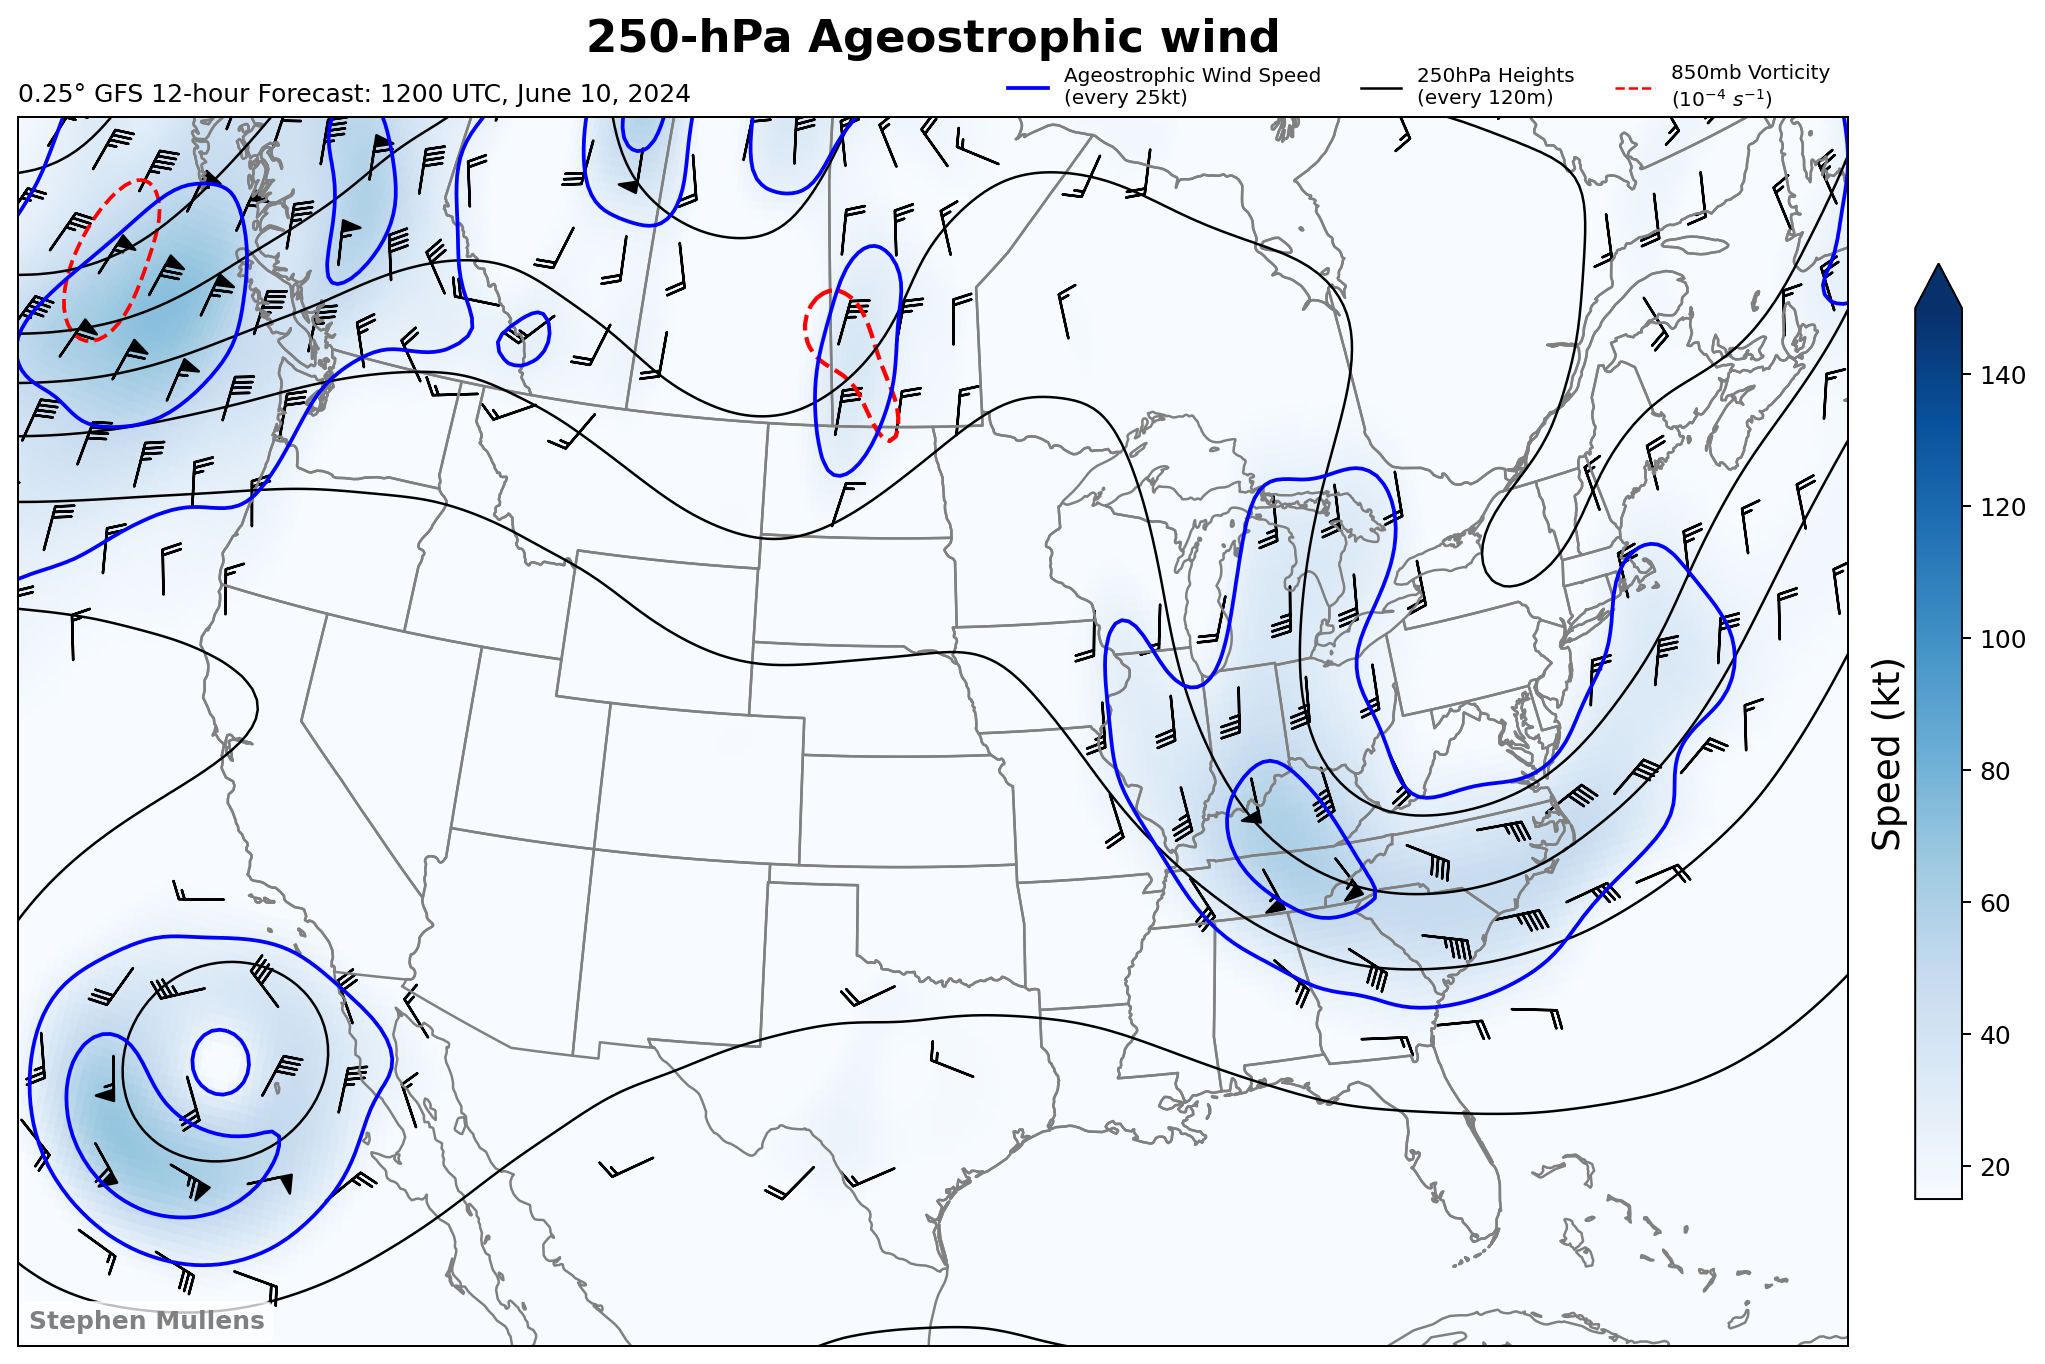 250-hPa Ageostrophic wind
0.25° GFS 12-hour Forecast: 1200 UTC, June 10, 2024
Ageostrophic Wind Speed
(every 25kt)
250hPa Heights
(every 120m)
850mb Vorticity
(10⁻⁴ s⁻¹)
140
120
100
80
60
40
20
Speed (kt)
Stephen Mullens